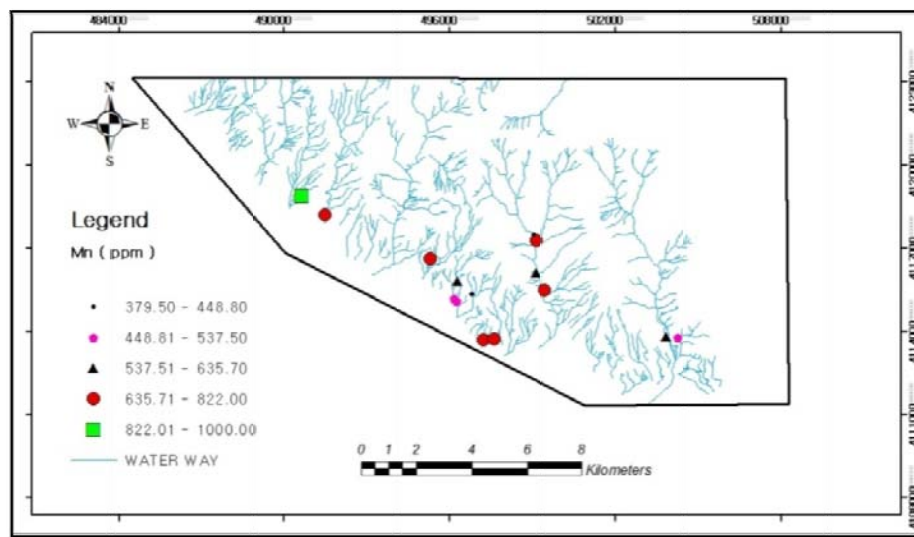 484000 490000 496000 502000 508000
N
W E
S
Legend
Mn ( ppm )
379.50 - 448.80
448.81 - 537.50
537.51 - 635.70
635.71 - 822.00
822.01 - 1000.00
WATER WAY
0 1 2 4 6 8
Kilometers